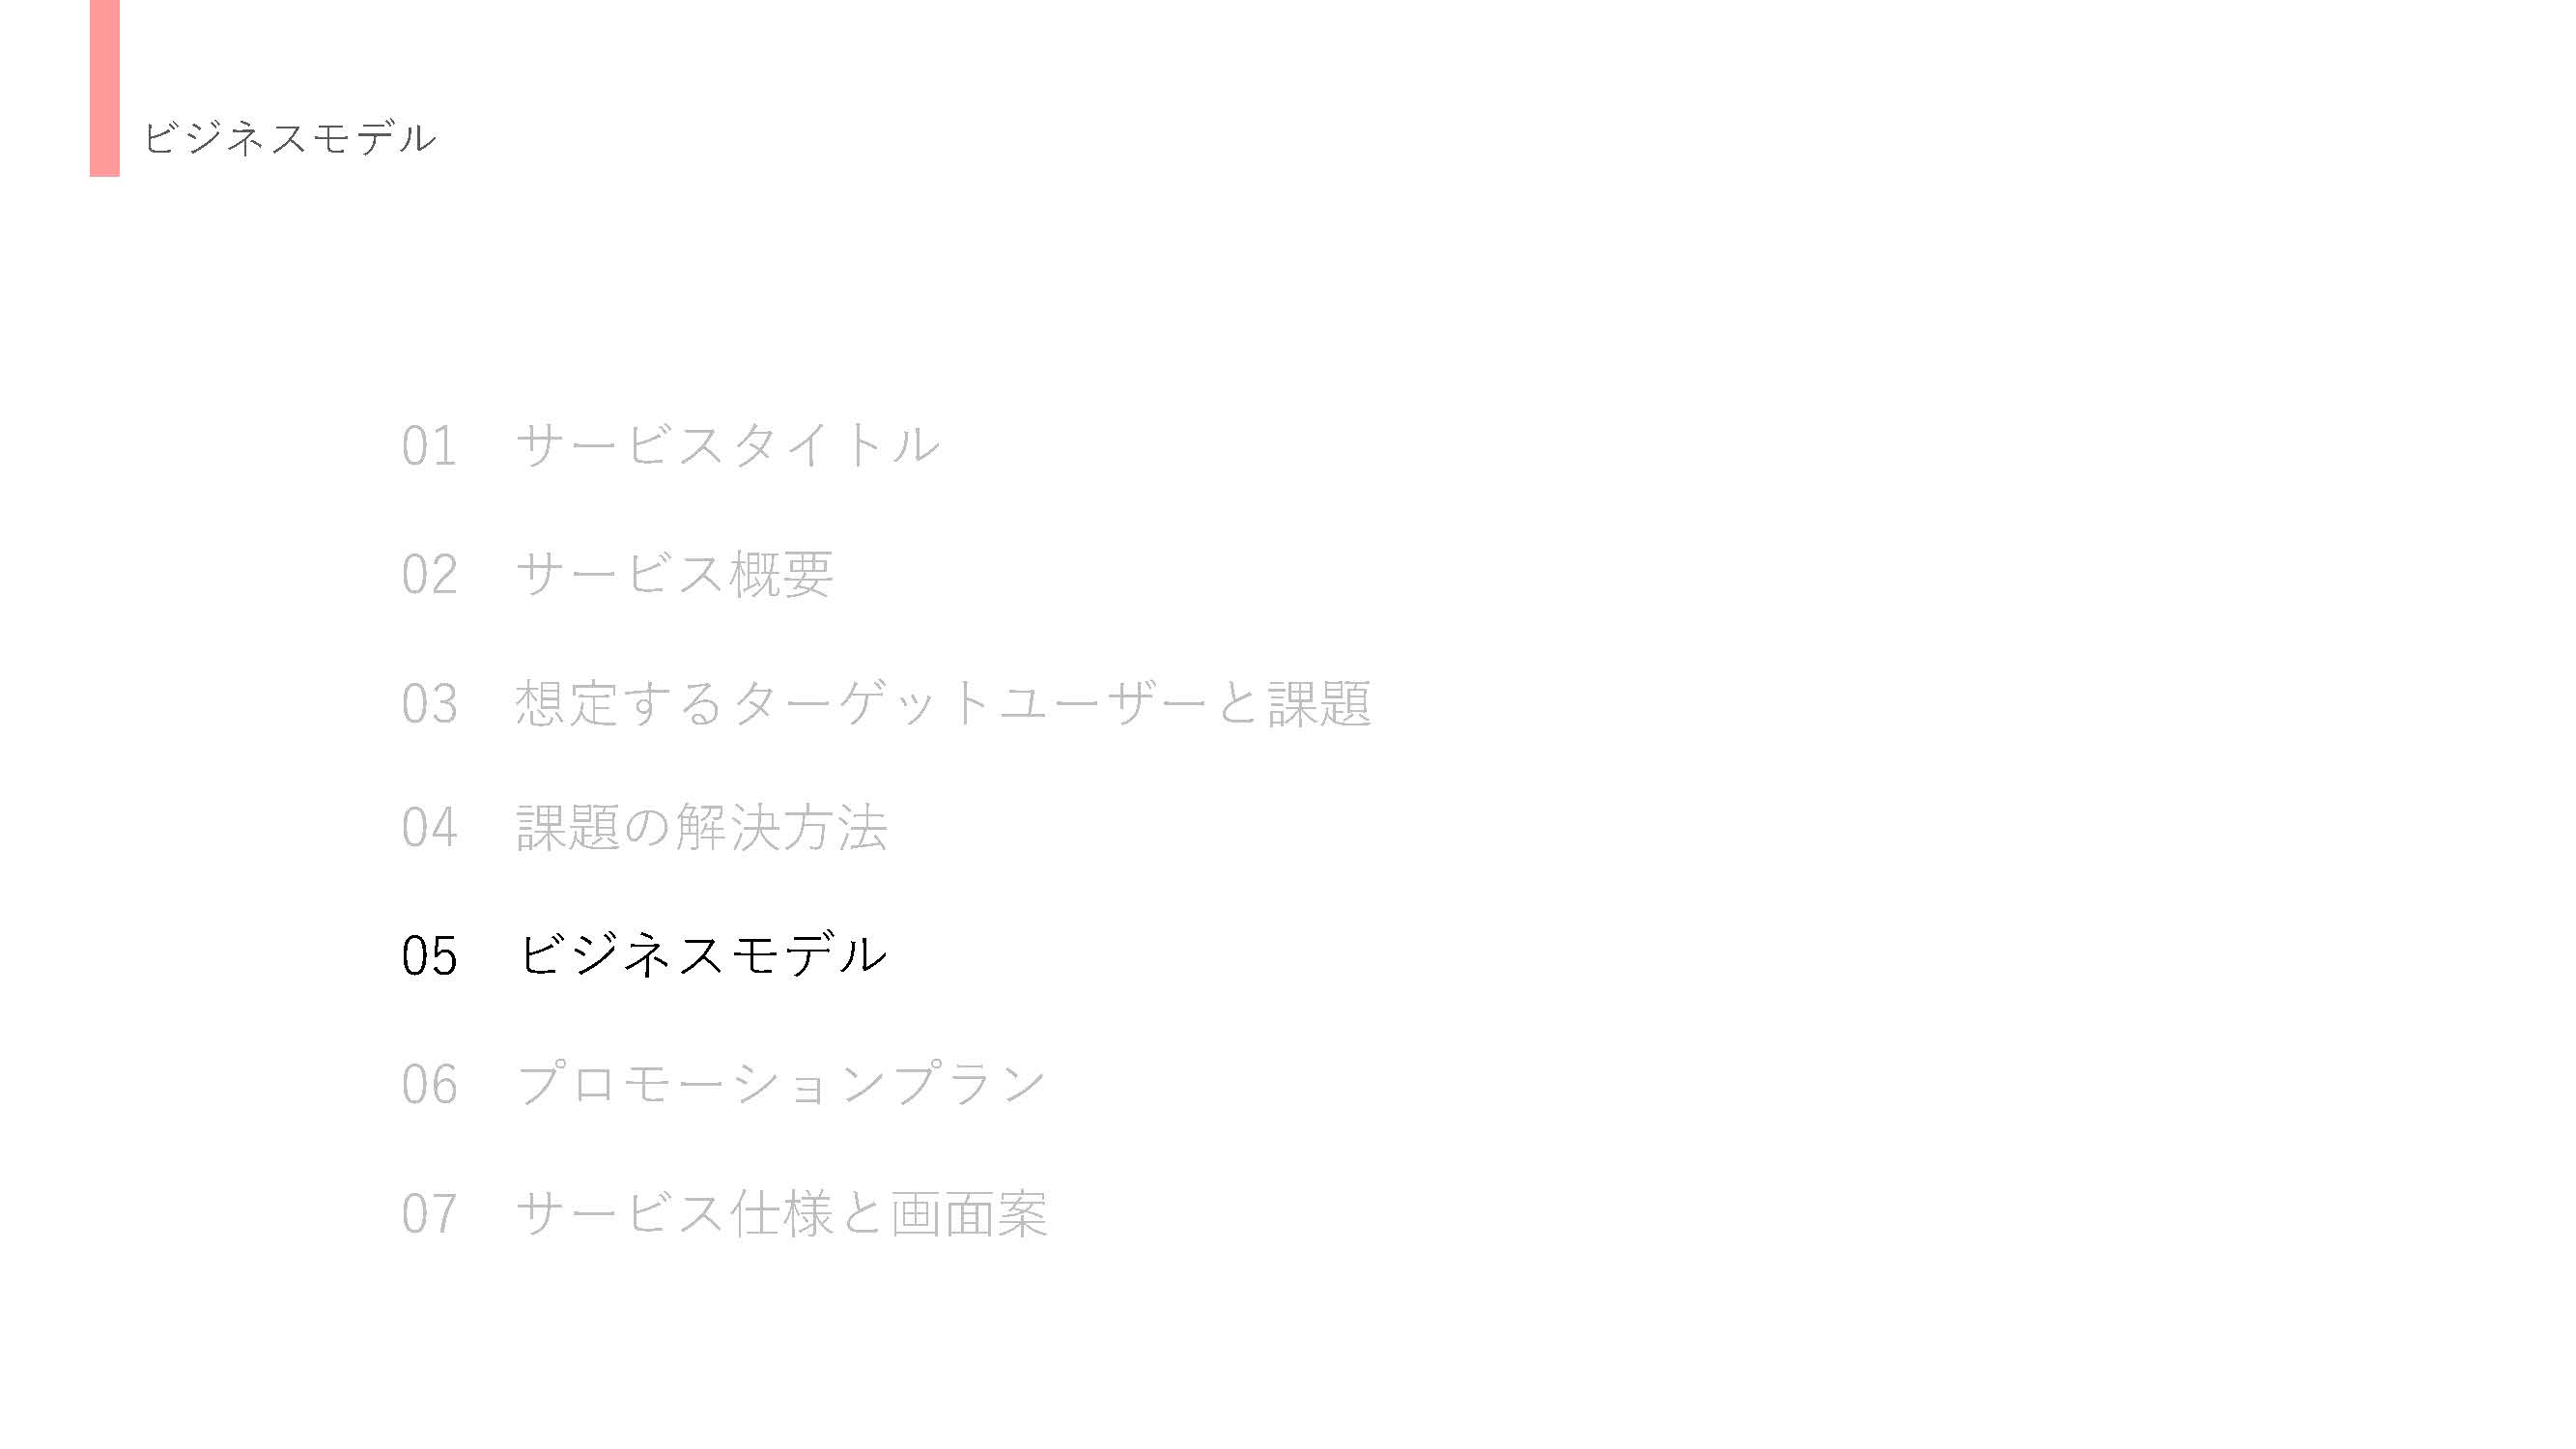 ビジネスモデル
01 サービスタイトル
02 サービス概要
03 想定するターゲットユーザーと課題
04 課題の解決方法
05 ビジネスモデル
06 プロモーションプラン
07 サービス仕様と画面案